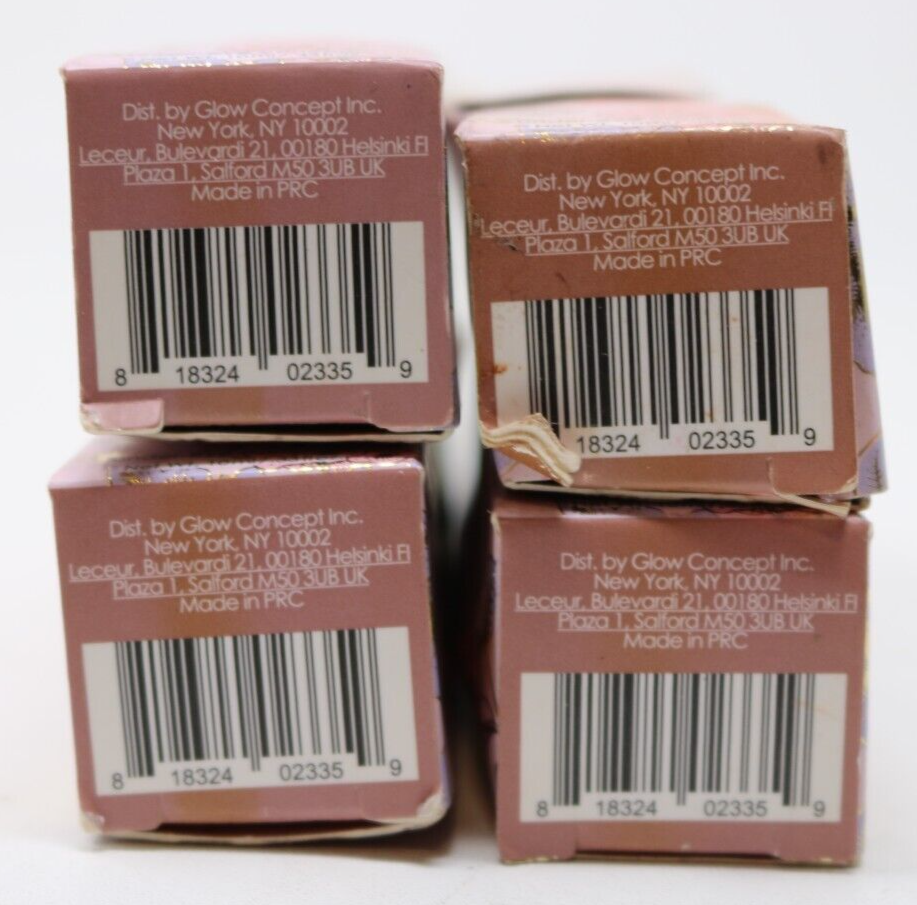 Dist. by Glow Concept Inc.
New York, NY 10002
Leceur, Bulevardi 21, 00180 Helsinki FI
Plaza 1, Salford M50 3UB UK
Made in PRC
8 18324 02335 9
Dist. by Glow Concept Inc.
New York, NY 10002
Leceur, Bulevardi 21, 00180 Helsinki FI
Plaza 1, Salford M50 3UB UK
Made in PRC
18324 02335 9
Dist. by Glow Concept Inc.
New York, NY 10002
Leceur, Bulevardi 21, 00180 Helsinki FI
Plaza 1, Salford M50 3UB UK
Made in PRC
8 18324 02335 9
Dist. by Glow Concept Inc.
New York, NY 10002
Leceur, Bulevardi 21, 00180 Helsinki FI
Plaza 1, Salford M50 3UB UK
Made in PRC
8 18324 02335 9